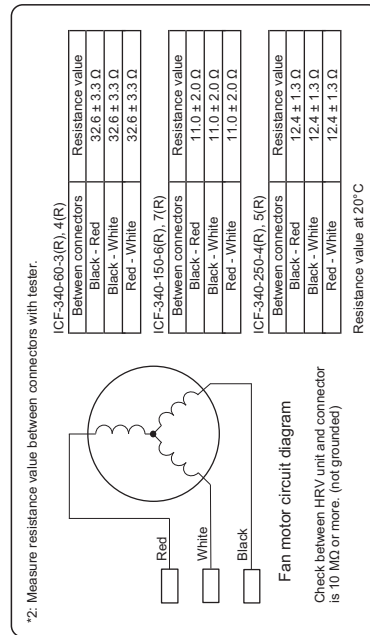 *2: Measure resistance value between connectors with tester.
Red
White
Black
Fan motor circuit diagram
Check between HRV unit and connector
is 10 MΩ or more. (not grounded)
ICF-340-60-3(R), 4(R)
Between connectors Resistance value
Black - Red 32.6 ± 3.3 Ω
Black - White 32.6 ± 3.3 Ω
Red - White 32.6 ± 3.3 Ω
ICF-340-150-6(R), 7(R)
Between connectors Resistance value
Black - Red 11.0 ± 2.0 Ω
Black - White 11.0 ± 2.0 Ω
Red - White 11.0 ± 2.0 Ω
ICF-340-250-4(R), 5(R)
Between connectors Resistance value
Black - Red 12.4 ± 1.3 Ω
Black - White 12.4 ± 1.3 Ω
Red - White 12.4 ± 1.3 Ω
Resistance value at 20°C